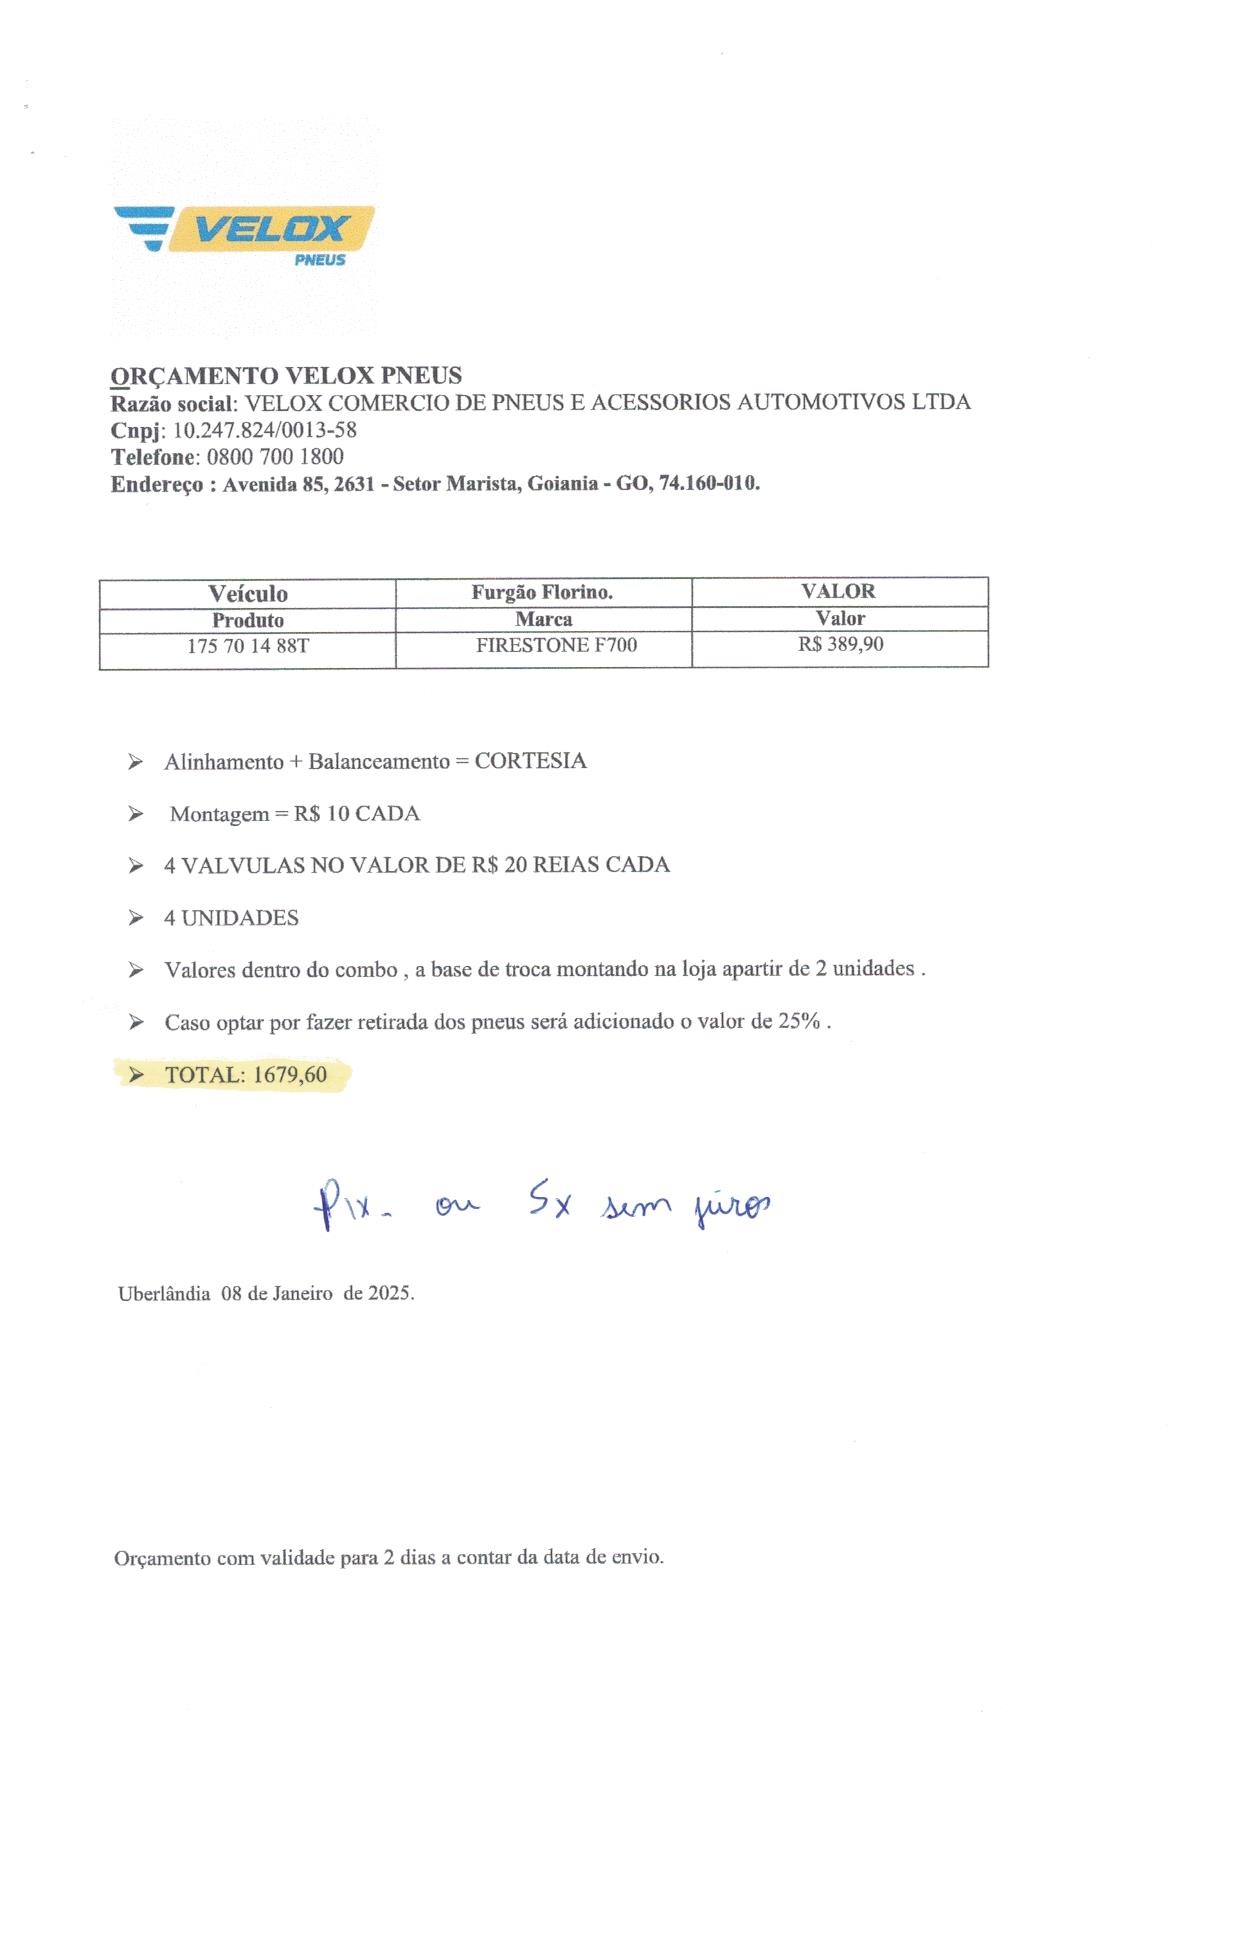 VELOX
PNEUS
ORÇAMENTO VELOX PNEUS
Razão social: VELOX COMERCIO DE PNEUS E ACESSORIOS AUTOMOTIVOS LTDA
Cnpj: 10.247.824/0013-58
Telefone: 0800 700 1800
Endereço : Avenida 85, 2631 - Setor Marista, Goiania - GO, 74.160-010.
Veículo Furgão Florino. VALOR
Produto Marca Valor
175 70 14 88T FIRESTONE F700 R$ 389,90
➢ Alinhamento + Balanceamento = CORTESIA
➢ Montagem = R$ 10 CADA
➢ 4 VALVULAS NO VALOR DE R$ 20 REIAS CADA
➢ 4 UNIDADES
➢ Valores dentro do combo , a base de troca montando na loja apartir de 2 unidades .
➢ Caso optar por fazer retirada dos pneus será adicionado o valor de 25% .
➢ TOTAL: 1679,60
Pix - ou 5x sem juros
Uberlândia 08 de Janeiro de 2025.
Orçamento com validade para 2 dias a contar da data de envio.